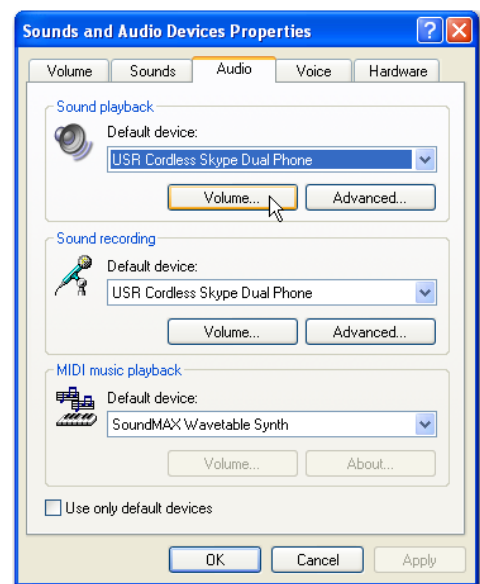 Sounds and Audio Devices Properties
Volume Sounds Audio Voice Hardware
Sound playback
Default device:
USR Cordless Skype Dual Phone
Volume... Advanced...
Sound recording
Default device:
USR Cordless Skype Dual Phone
Volume... Advanced...
MIDI music playback
Default device:
SoundMAX Wavetable Synth
Volume... About...
Use only default devices
OK Cancel Apply